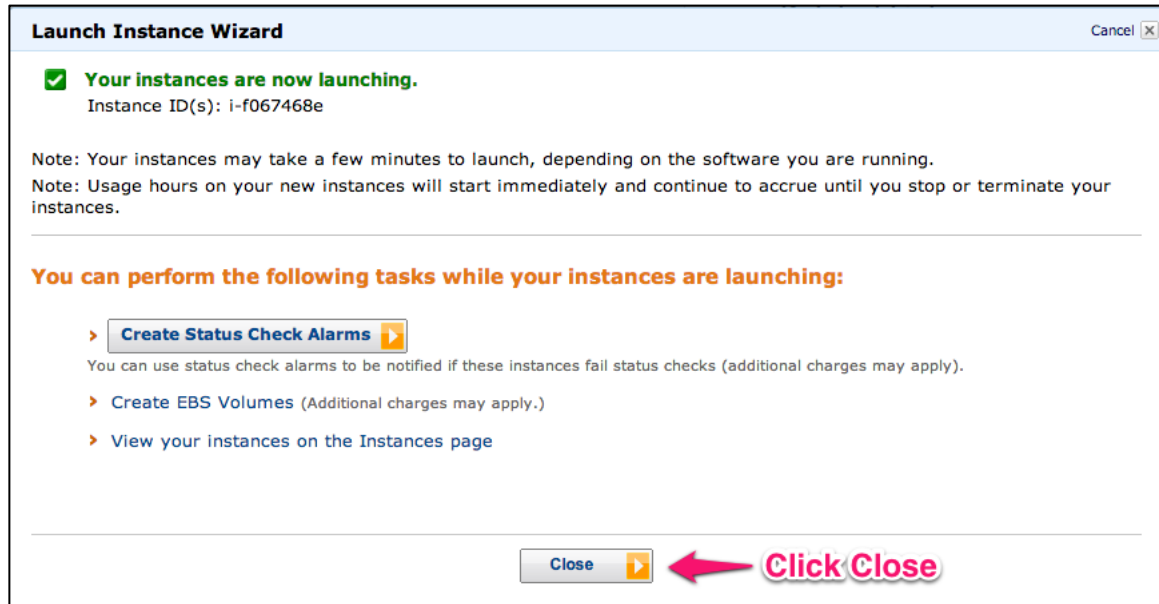 Launch Instance Wizard
Cancel
Your instances are now launching.
Instance ID(s): i-f067468e
Note: Your instances may take a few minutes to launch, depending on the software you are running.
Note: Usage hours on your new instances will start immediately and continue to accrue until you stop or terminate your
instances.
You can perform the following tasks while your instances are launching:
Create Status Check Alarms
You can use status check alarms to be notified if these instances fail status checks (additional charges may apply).
Create EBS Volumes (Additional charges may apply.)
View your instances on the Instances page
Close
Click Close